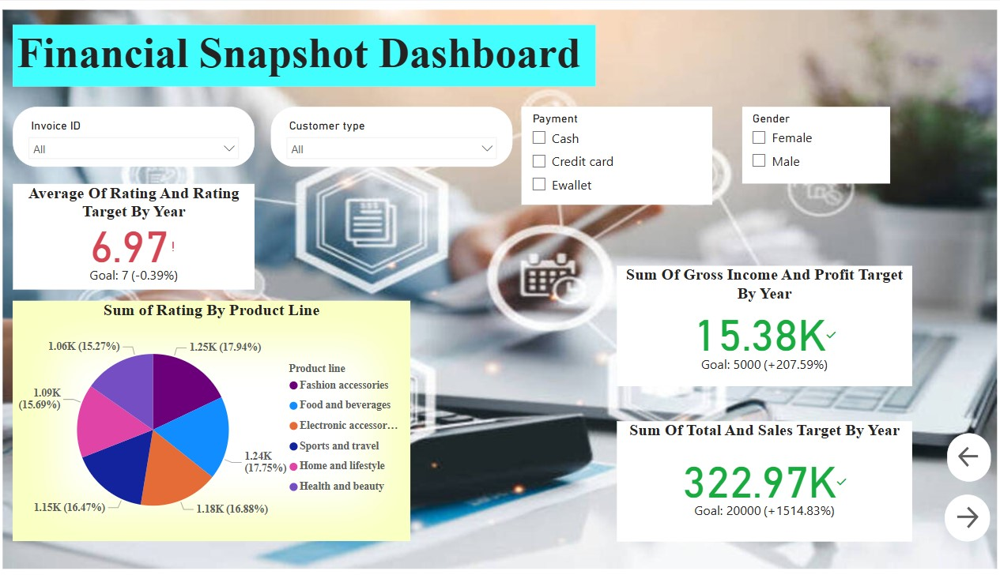 Financial Snapshot Dashboard
Invoice ID
All
Customer type
All
Payment
Cash
Credit card
Ewallet
Gender
Female
Male
Average Of Rating And Rating
Target By Year
6.97!
Goal: 7 (-0.39%)
Sum of Rating By Product Line
1.06K (15.27%)
1.25K (17.94%)
1.09K
(15.69%)
1.24K
(17.75%)
1.15K (16.47%)
1.18K (16.88%)
Product line
Fashion accessories
Food and beverages
Electronic accessor...
Sports and travel
Home and lifestyle
Health and beauty
Sum Of Gross Income And Profit Target
By Year
15.38K
Goal: 5000 (+207.59%)
Sum Of Total And Sales Target By Year
322.97K
Goal: 20000 (+1514.83%)